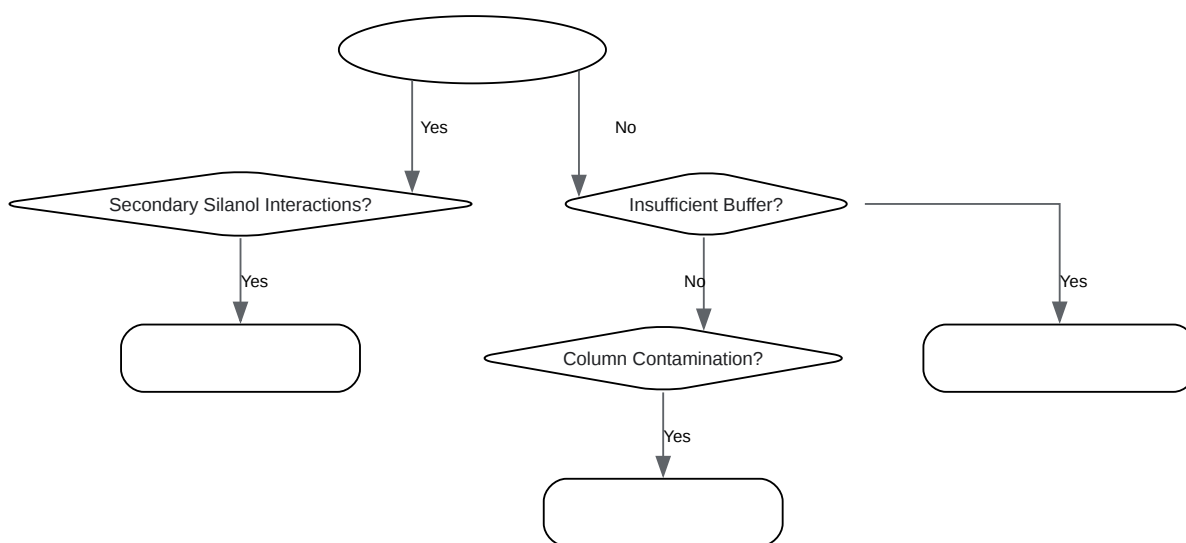 Yes
No
Secondary Silanol Interactions?
Insufficient Buffer?
Yes
No
Yes
Column Contamination?
Yes